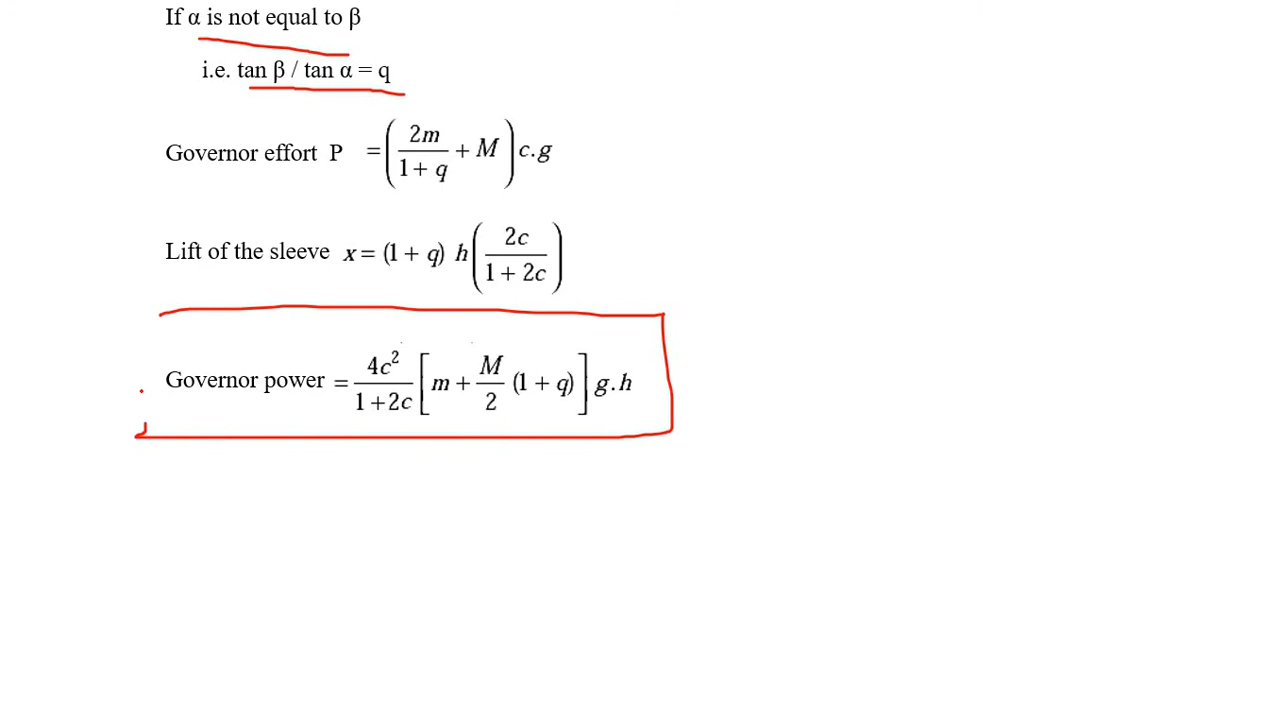 If α is not equal to β
i.e. tan β / tan α = q
Governor effort P = ( 2m / 1 + q + M ) c.g
Lift of the sleeve x = (1 + q) h ( 2c / 1 + 2c )
Governor power = 4c² / 1+2c [ m + M / 2 (1 + q) ] g.h